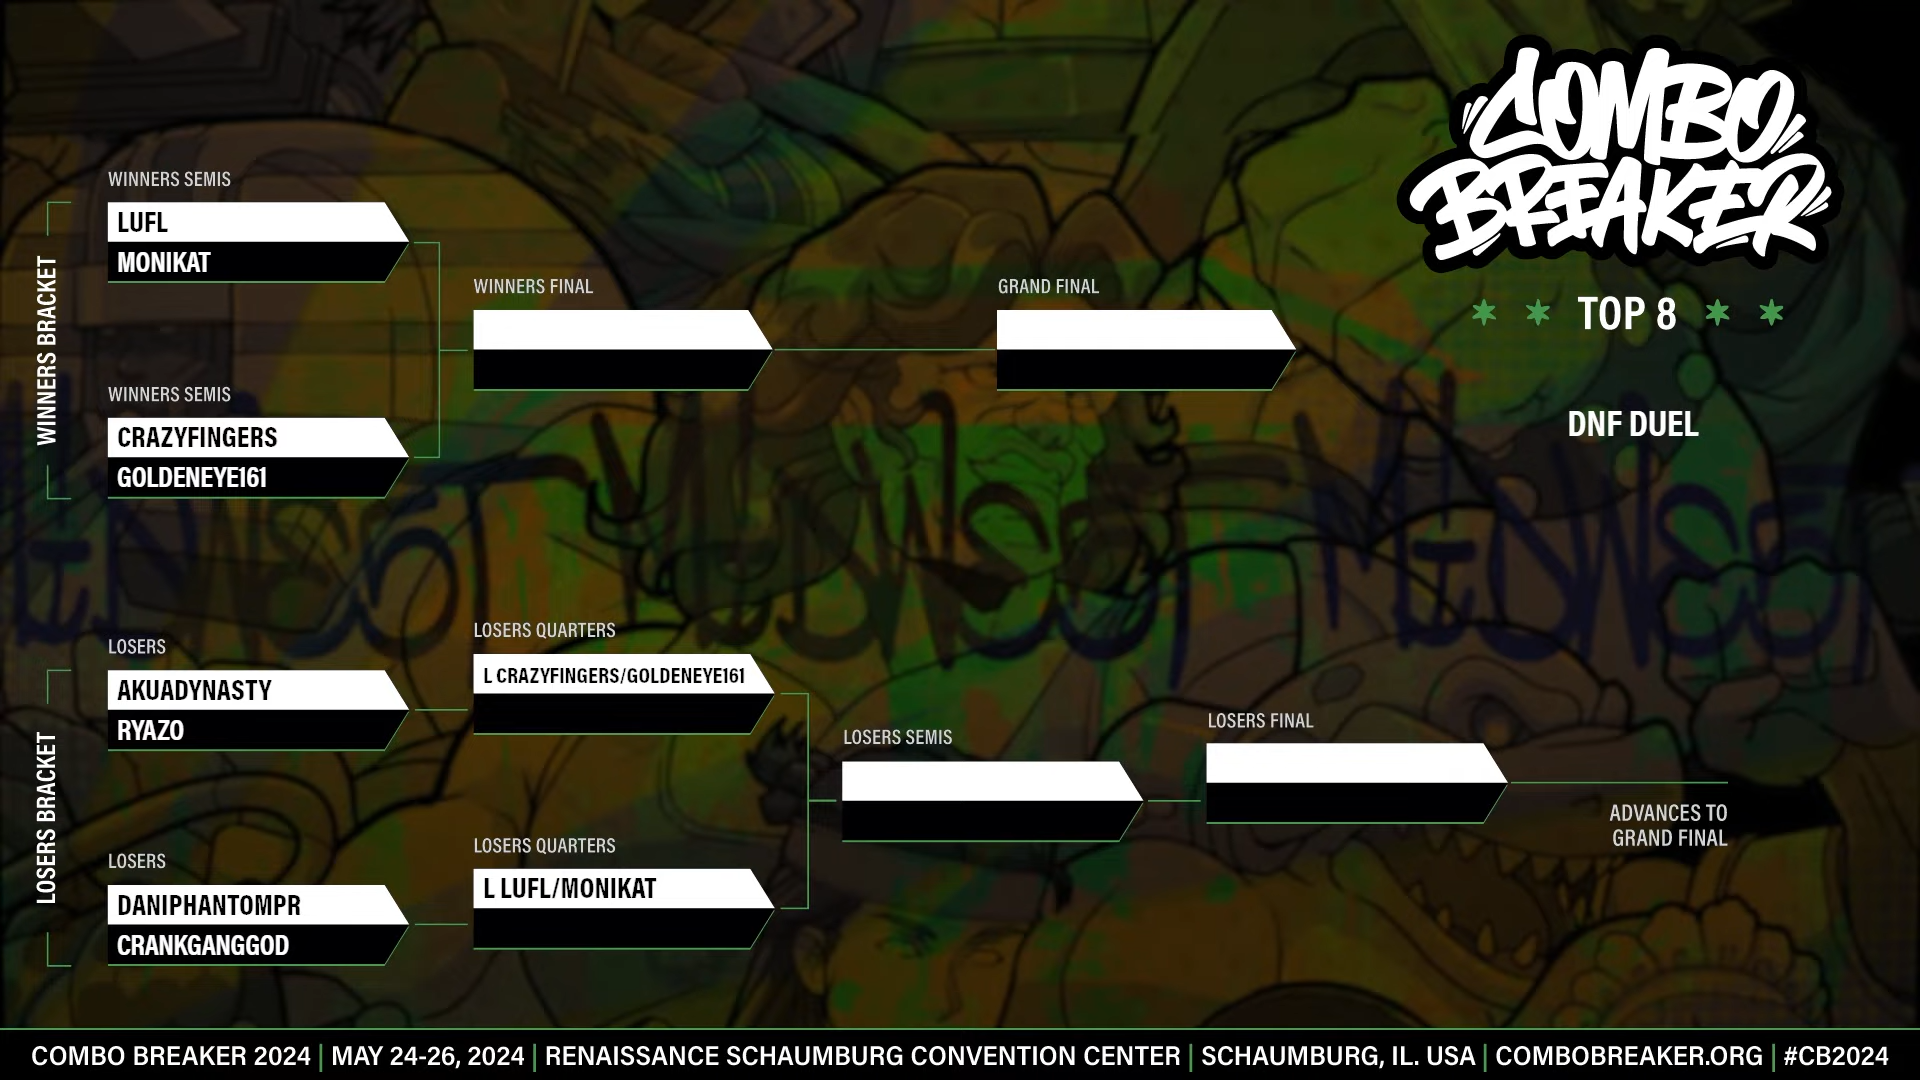 COMBO
BREAKER
TOP 8
DNF DUEL
WINNERS BRACKET
WINNERS SEMIS
LUFL
MONIKAT
WINNERS SEMIS
CRAZYFINGERS
GOLDENEYE161
WINNERS FINAL
GRAND FINAL
LOSERS BRACKET
LOSERS
AKUADYNASTY
RYAZO
LOSERS
DANIPHANTOMPR
CRANKGANGGOD
LOSERS QUARTERS
L CRAZYFINGERS/GOLDENEYE161
LOSERS QUARTERS
L LUFL/MONIKAT
LOSERS SEMIS
LOSERS FINAL
ADVANCES TO
GRAND FINAL
MIDWEST MIDWEST MIDWEST
COMBO BREAKER 2024 | MAY 24-26, 2024 | RENAISSANCE SCHAUMBURG CONVENTION CENTER | SCHAUMBURG, IL. USA | COMBOBREAKER.ORG | #CB2024